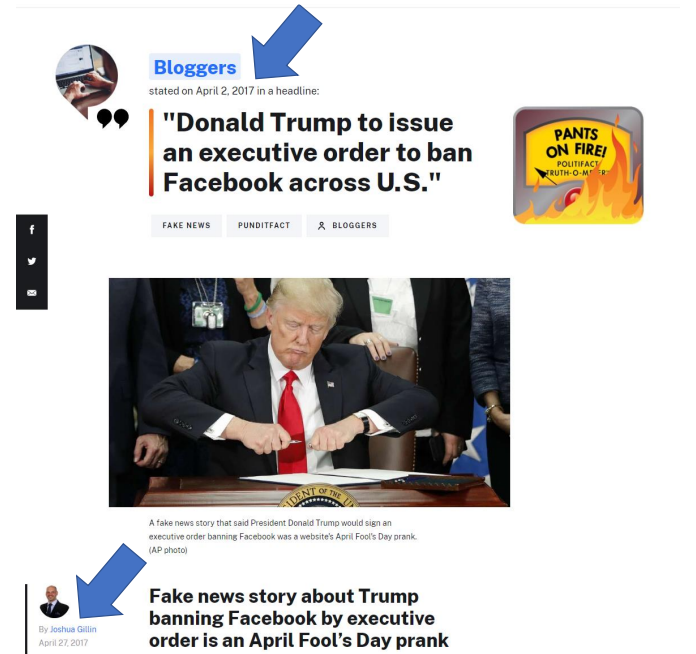 Bloggers
stated on April 2, 2017 in a headline:
"Donald Trump to issue
an executive order to ban
Facebook across U.S."
PANTS
ON FIRE!
POLITIFACT
TRUTH-O-METER
FAKE NEWS
PUNDITFACT
BLOGGERS
IDENT OF THE U
A fake news story that said President Donald Trump would sign an
executive order banning Facebook was a website's April Fool's Day prank.
(AP photo)
By Joshua Gillin
April 27, 2017
Fake news story about Trump
banning Facebook by executive
order is an April Fool's Day prank